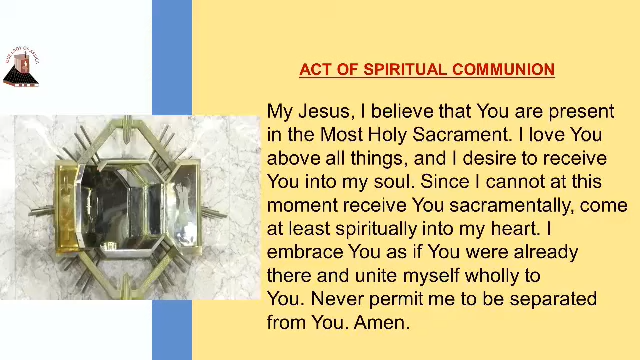 ACT OF SPIRITUAL COMMUNION
My Jesus, I believe that You are present
in the Most Holy Sacrament. I love You
above all things, and I desire to receive
You into my soul. Since I cannot at this
moment receive You sacramentally, come
at least spiritually into my heart. I
embrace You as if You were already
there and unite myself wholly to
You. Never permit me to be separated
from You. Amen.